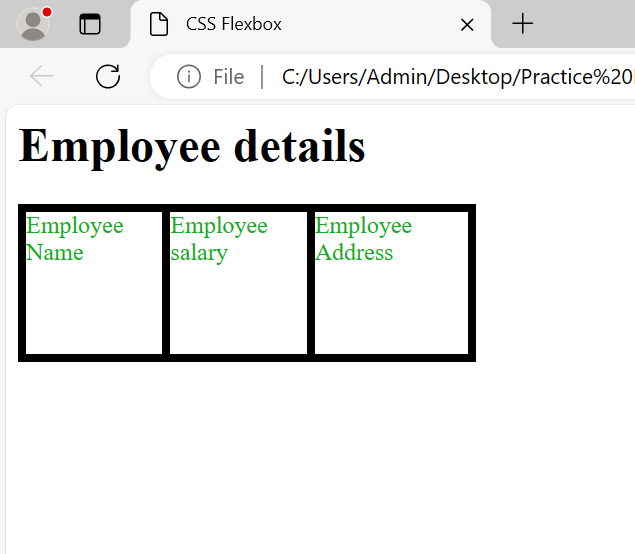 CSS Flexbox
File | C:/Users/Admin/Desktop/Practice%20
Employee details
Employee
Name
Employee
salary
Employee
Address